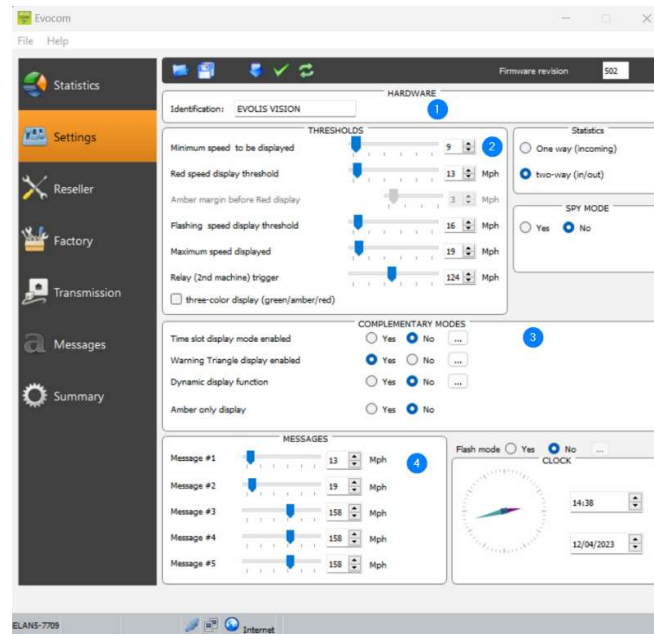 Evocom
File Help
Statistics
Settings
Reseller
Factory
Transmission
Messages
Summary
Firmware revision 502
HARDWARE
Identification: EVOLIS VISION
1
THRESHOLDS
Minimum speed to be displayed 9
2
Red speed display threshold 13 Mph
Amber margin before Red display 3 Mph
Flashing speed display threshold 16 Mph
Maximum speed displayed 19 Mph
Relay (2nd machine) trigger 124 Mph
three-color display (green/amber/red)
Statistics
One way (incoming)
two-way (in/out)
SPY MODE
Yes No
COMPLEMENTARY MODES
3
Time slot display mode enabled Yes No ...
Warning Triangle display enabled Yes No ...
Dynamic display function Yes No ...
Amber only display Yes No
MESSAGES
4
Message #1 13 Mph
Message #2 19 Mph
Message #3 158 Mph
Message #4 158 Mph
Message #5 158 Mph
Flash mode Yes No ...
CLOCK
14:38
12/04/2023
ELANS-7709
Internet